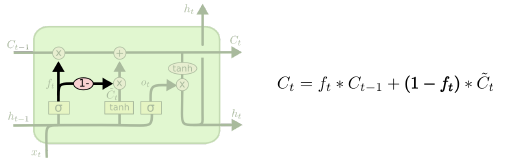 h_t
C_{t-1}
C_t
x
+
tanh
f_t
1-
x
o_t
x
C̃_t
σ
tanh
σ
h_{t-1}
h_t
x_t
C_t = f_t * C_{t-1} + (1 − f_t) * C̃_t